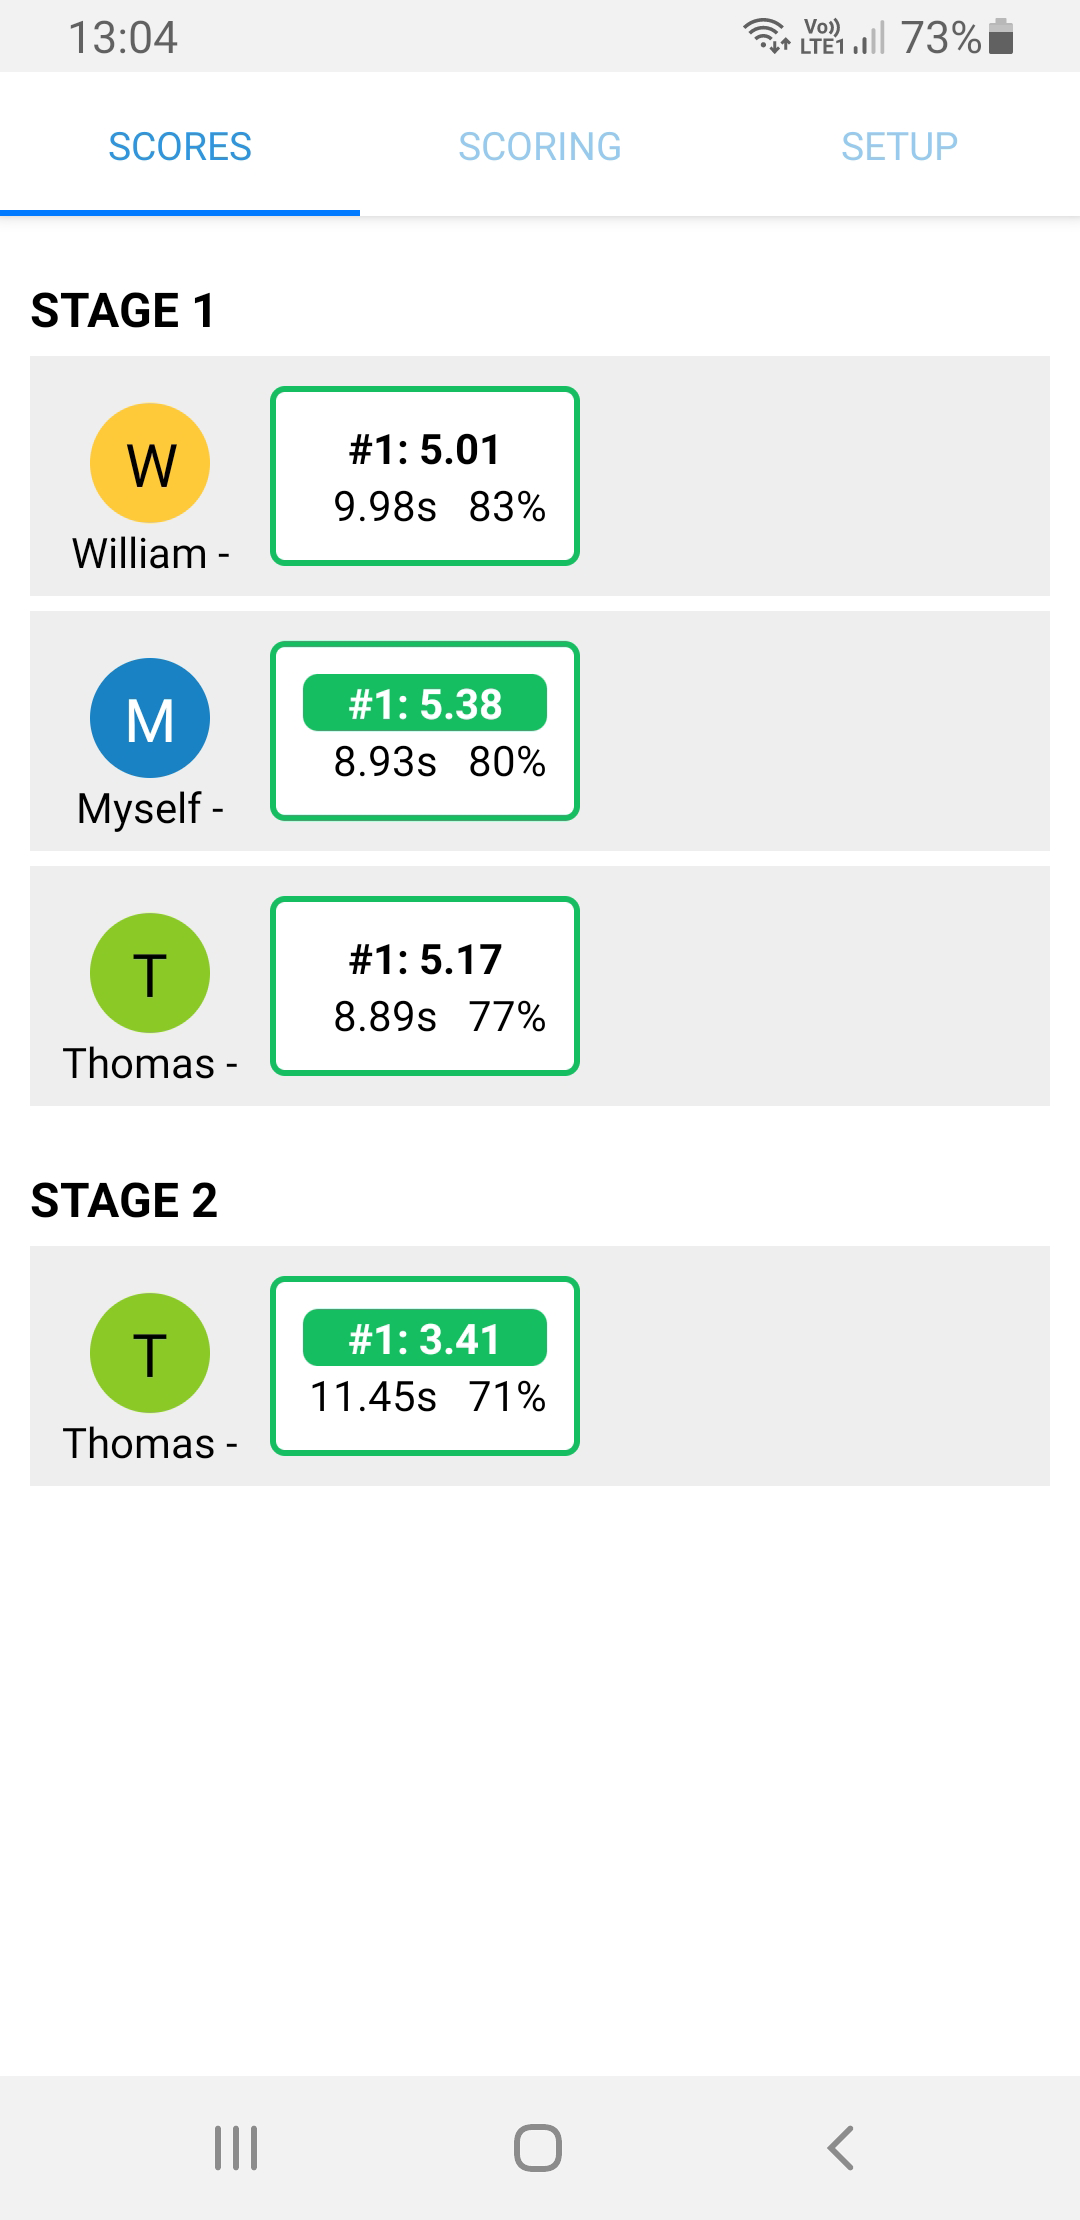 13:04 Vo)) LTE1 73%
SCORES SCORING SETUP
STAGE 1
W
William -
#1: 5.01
9.98s 83%
M
Myself -
#1: 5.38
8.93s 80%
T
Thomas -
#1: 5.17
8.89s 77%
STAGE 2
T
Thomas -
#1: 3.41
11.45s 71%